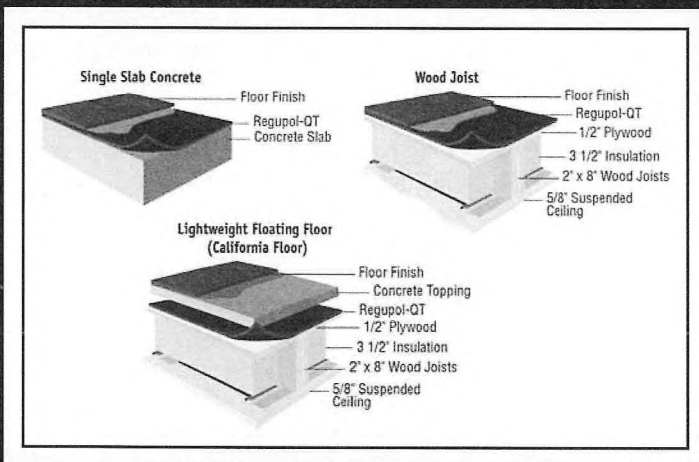 Single Slab Concrete
Floor Finish
Regupol-QT
Concrete Slab
Wood Joist
Floor Finish
Regupol-QT
1/2" Plywood
3 1/2" Insulation
2" x 8" Wood Joists
5/8" Suspended
Ceiling
Lightweight Floating Floor
(California Floor)
Floor Finish
Concrete Topping
Regupol-QT
1/2" Plywood
3 1/2" Insulation
2" x 8" Wood Joists
5/8" Suspended
Ceiling